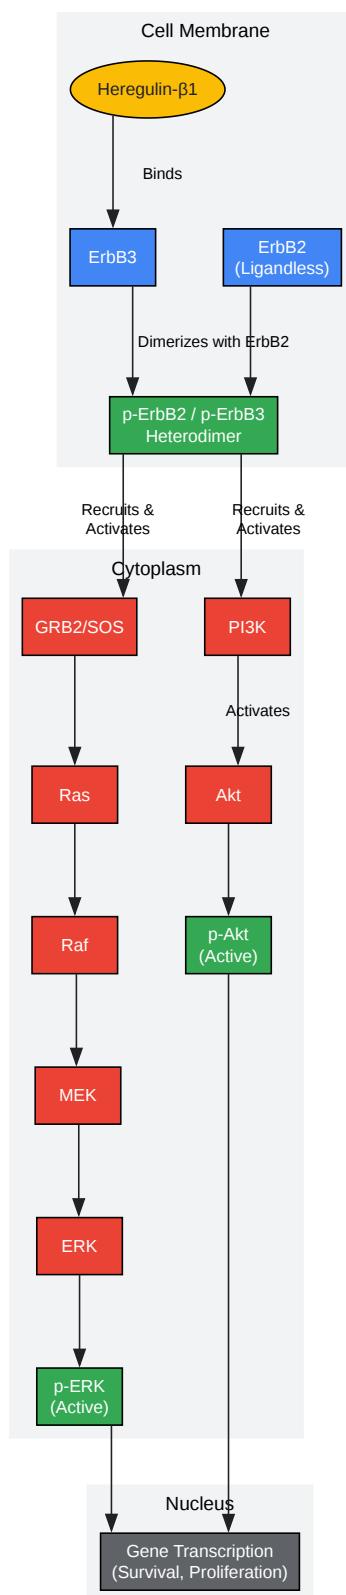 Cell Membrane
Heregulin-β1
Binds
ErbB3
ErbB2
(Ligandless)
Dimerizes with ErbB2
p-ErbB2 / p-ErbB3
Heterodimer
Recruits &
Activates
Recruits &
Activates
Cytoplasm
GRB2/SOS
PI3K
Activates
Ras
Akt
Raf
p-Akt
(Active)
MEK
ERK
p-ERK
(Active)
Nucleus
Gene Transcription
(Survival, Proliferation)